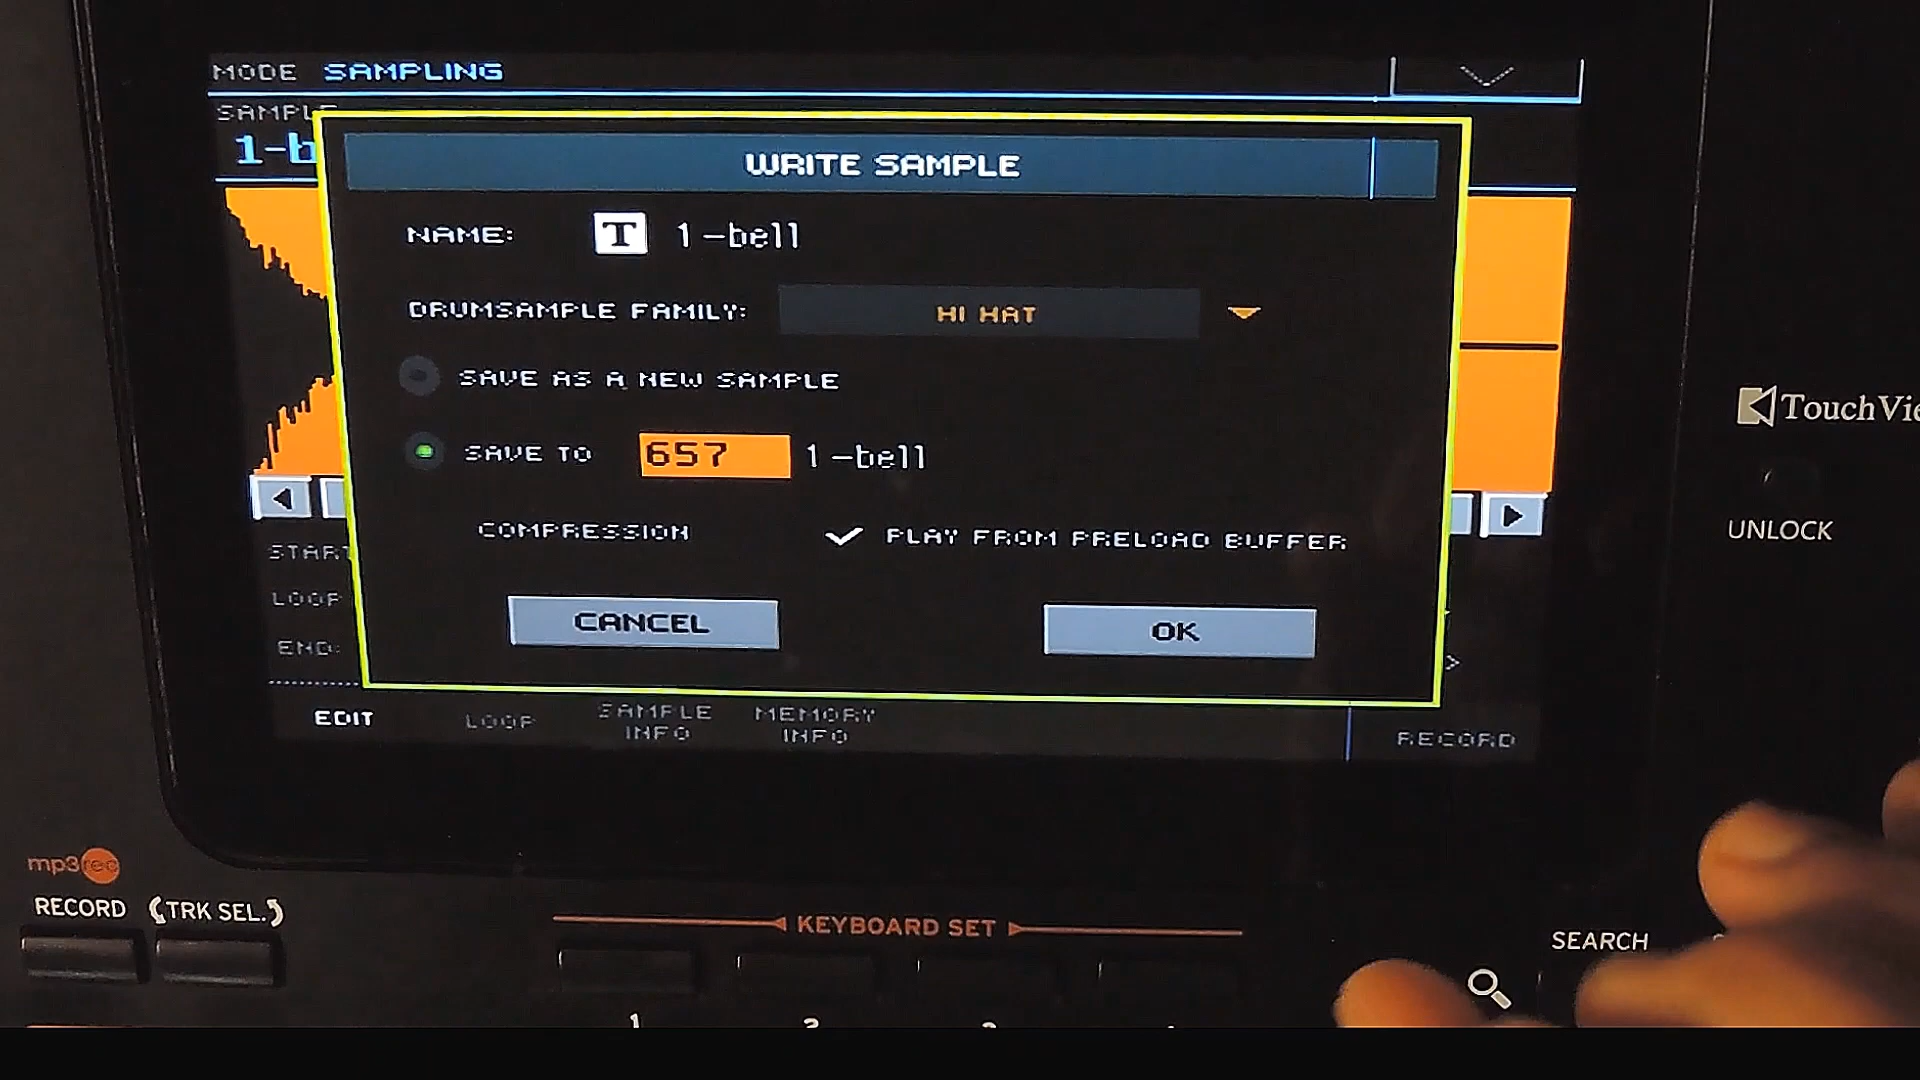 MODE SAMPLING
SAMPLE
1-b
WRITE SAMPLE
NAME: T 1-bell
DRUMSAMPLE FAMILY: HI HAT
SAVE AS A NEW SAMPLE
SAVE TO 657 1-bell
COMPRESSION PLAY FROM PRELOAD BUFFER
CANCEL OK
START
LOOP
END:
EDIT LOOP SAMPLE INFO MEMORY INFO RECORD
TouchVie
UNLOCK
mp3rec
RECORD TRK SEL.
KEYBOARD SET
SEARCH
1